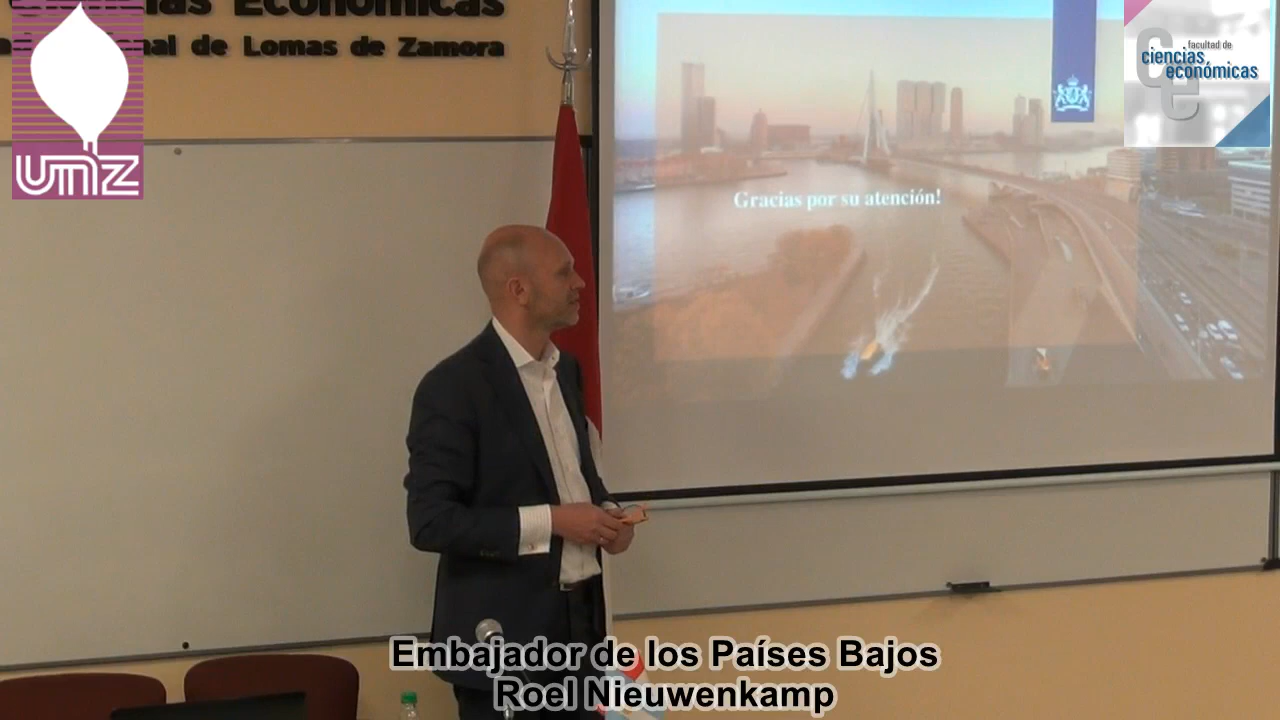 Ciencias Económicas
nal de Lomas de Zamora
UNLZ
facultad de
ciencias
económicas
Gracias por su atención!
Embajador de los Países Bajos
Roel Nieuwenkamp